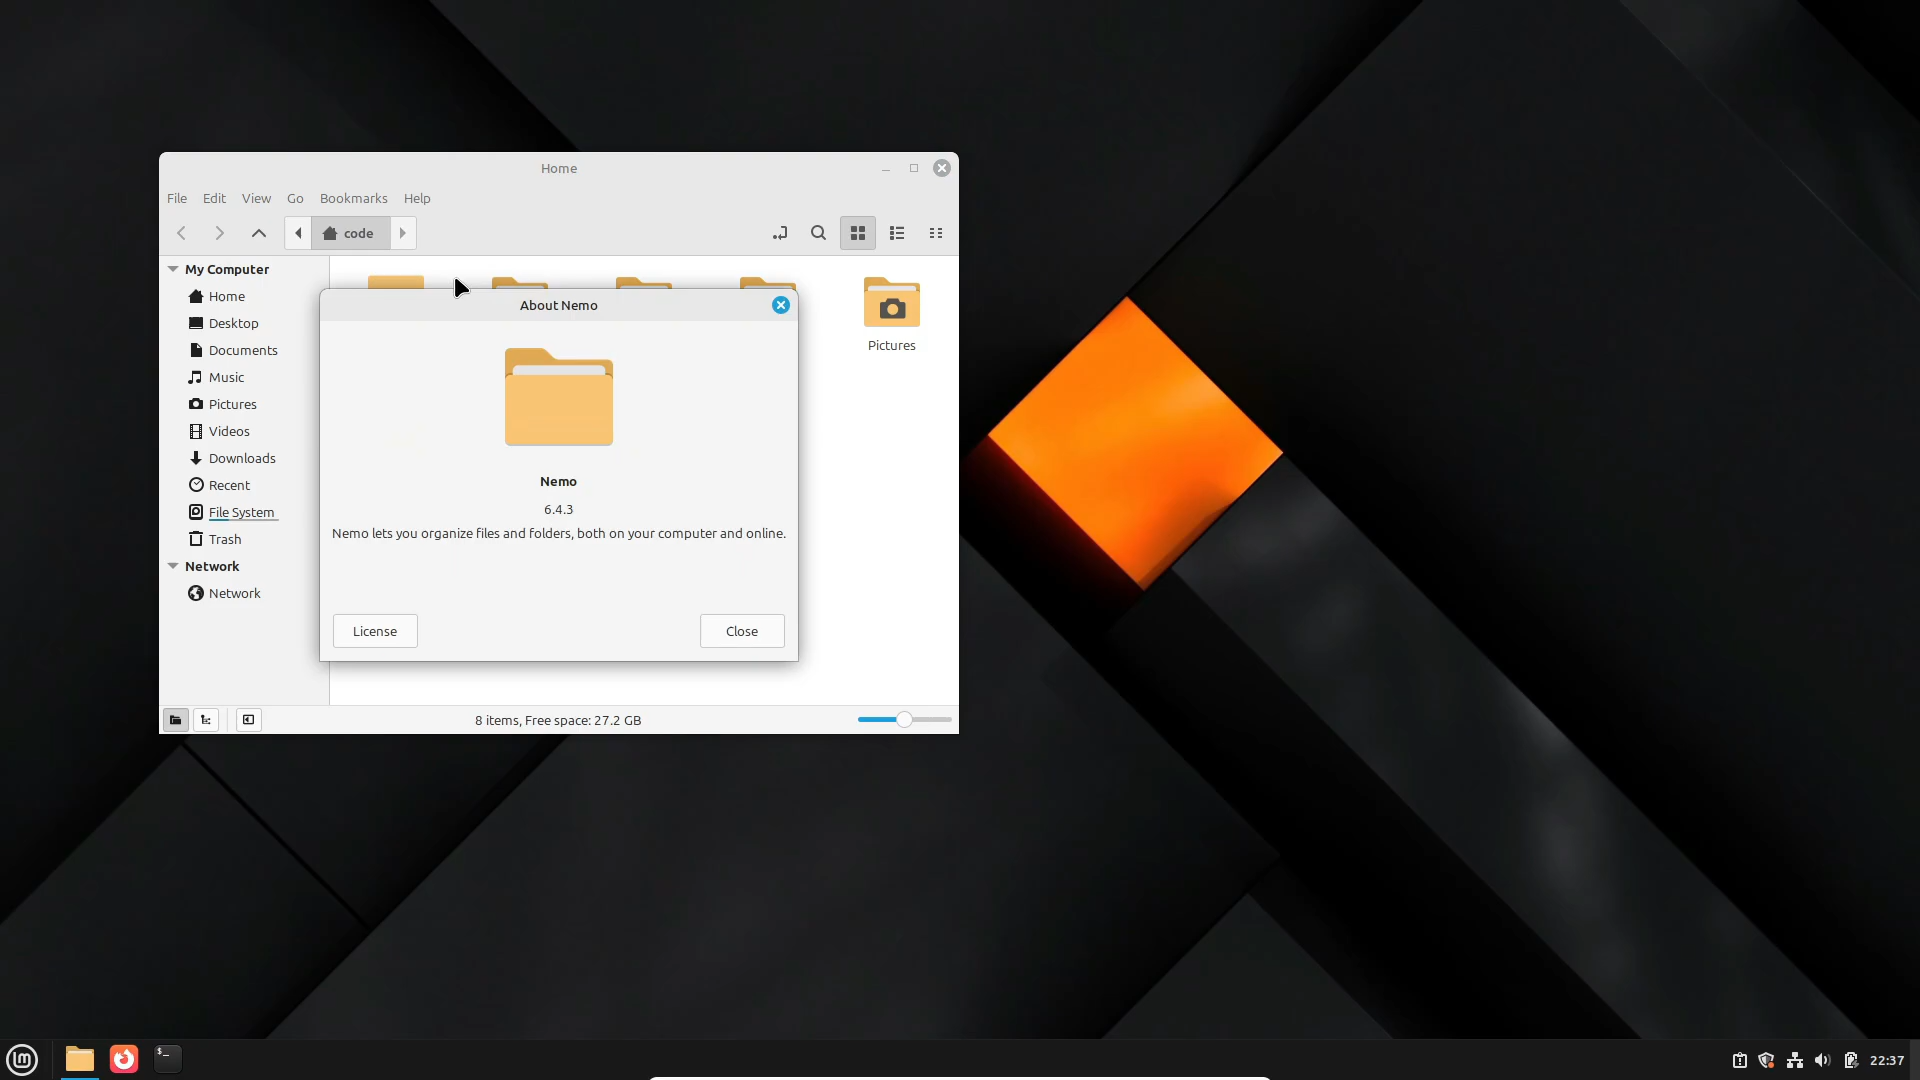 Home
File Edit View Go Bookmarks Help
code
My Computer
Home
Desktop
Documents
Music
Pictures
Videos
Downloads
Recent
File System
Trash
Network
Network
Pictures
About Nemo
Nemo
6.4.3
Nemo lets you organize files and folders, both on your computer and online.
License Close
8 items, Free space: 27.2 GB
lm
$_
22:37